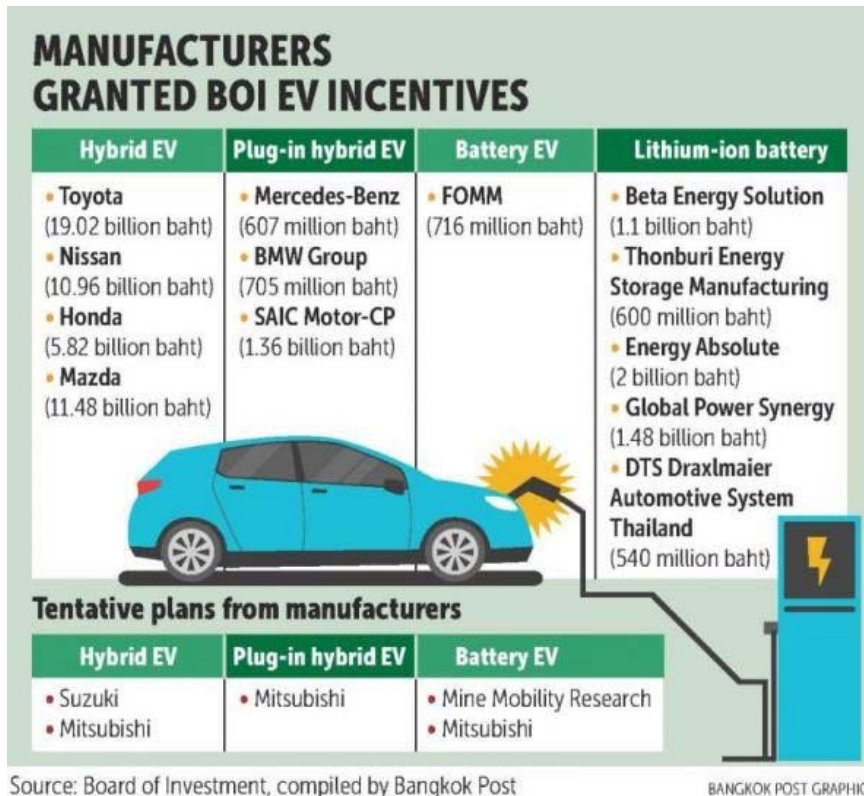 MANUFACTURERS
GRANTED BOI EV INCENTIVES
Hybrid EV
• Toyota
(19.02 billion baht)
• Nissan
(10.96 billion baht)
• Honda
(5.82 billion baht)
• Mazda
(11.48 billion baht)
Plug-in hybrid EV
• Mercedes-Benz
(607 million baht)
• BMW Group
(705 million baht)
• SAIC Motor-CP
(1.36 billion baht)
Battery EV
• FOMM
(716 million baht)
Lithium-ion battery
• Beta Energy Solution
(1.1 billion baht)
• Thonburi Energy
Storage Manufacturing
(600 million baht)
• Energy Absolute
(2 billion baht)
• Global Power Synergy
(1.48 billion baht)
• DTS Draxlmaier
Automotive System
Thailand
(540 million baht)
Tentative plans from manufacturers
Hybrid EV
• Suzuki
• Mitsubishi
Plug-in hybrid EV
• Mitsubishi
Battery EV
• Mine Mobility Research
• Mitsubishi
Source: Board of Investment, compiled by Bangkok Post
BANGKOK POST GRAPHIC